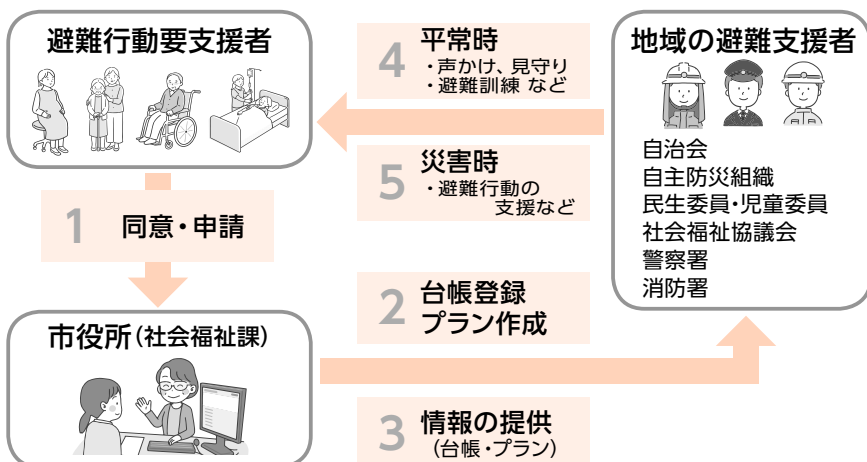 避難行動要支援者
1 同意・申請
市役所(社会福祉課)
2 台帳登録
プラン作成
3 情報の提供
(台帳・プラン)
4 平常時
・声かけ、見守り
・避難訓練 など
5 災害時
・避難行動の
支援など
地域の避難支援者
自治会
自主防災組織
民生委員・児童委員
社会福祉協議会
警察署
消防署